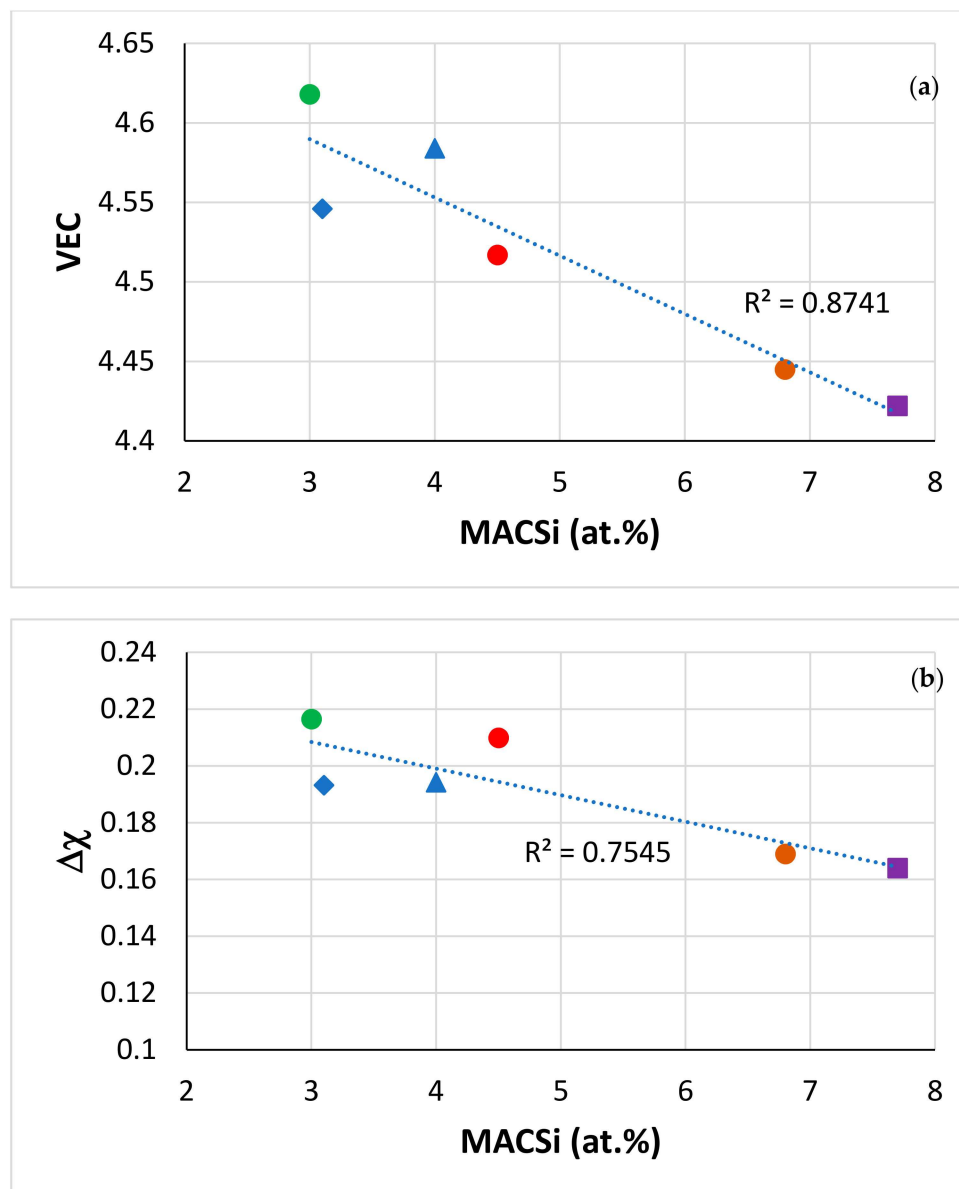 4.65
(a)
4.6
4.55
VEC
4.5
R² = 0.8741
4.45
4.4
2 3 4 5 6 7 8
MACSi (at.%)
0.24
(b)
0.22
0.2
0.18
Δχ
R² = 0.7545
0.16
0.14
0.12
0.1
2 3 4 5 6 7 8
MACSi (at.%)